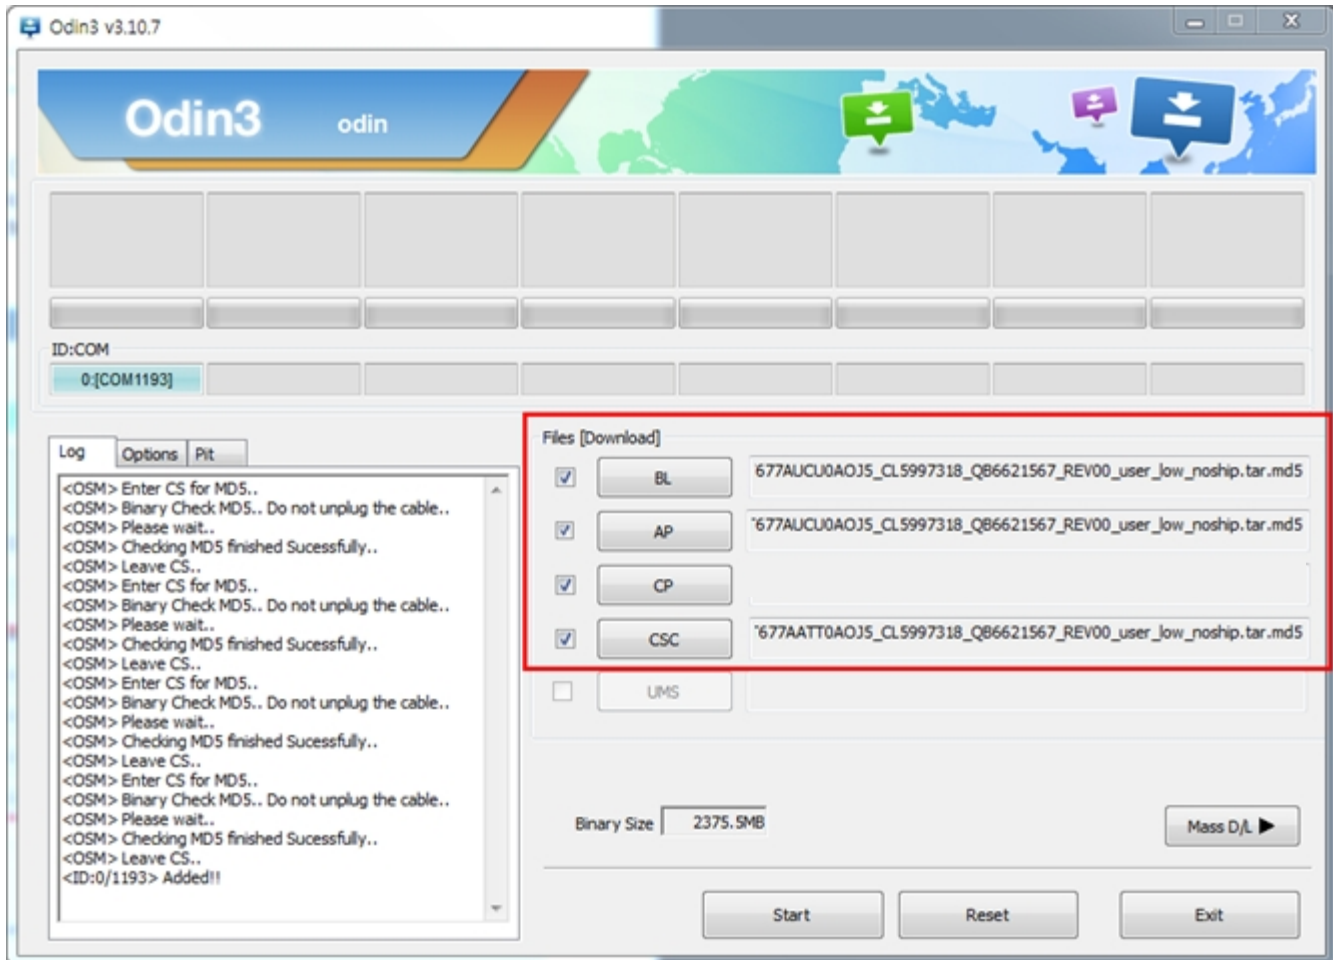 Odin3 v3.10.7
Odin3 odin
ID:COM
0:[COM1193]
Log Options Pit
<OSM> Enter CS for MD5..
<OSM> Binary Check MD5.. Do not unplug the cable..
<OSM> Please wait..
<OSM> Checking MD5 finished Sucessfully..
<OSM> Leave CS..
<OSM> Enter CS for MD5..
<OSM> Binary Check MD5.. Do not unplug the cable..
<OSM> Please wait..
<OSM> Checking MD5 finished Sucessfully..
<OSM> Leave CS..
<OSM> Enter CS for MD5..
<OSM> Binary Check MD5.. Do not unplug the cable..
<OSM> Please wait..
<OSM> Checking MD5 finished Sucessfully..
<OSM> Leave CS..
<OSM> Enter CS for MD5..
<OSM> Binary Check MD5.. Do not unplug the cable..
<OSM> Please wait..
<OSM> Checking MD5 finished Sucessfully..
<OSM> Leave CS..
<ID:0/1193> Added!!
Files [Download]
BL 677AUCU0AOJ5_CL5997318_QB6621567_REV00_user_low_noship.tar.md5
AP 677AUCU0AOJ5_CL5997318_QB6621567_REV00_user_low_noship.tar.md5
CP
CSC 677AATT0AOJ5_CL5997318_QB6621567_REV00_user_low_noship.tar.md5
UMS
Binary Size 2375.5MB
Mass D/L ▶
Start Reset Exit